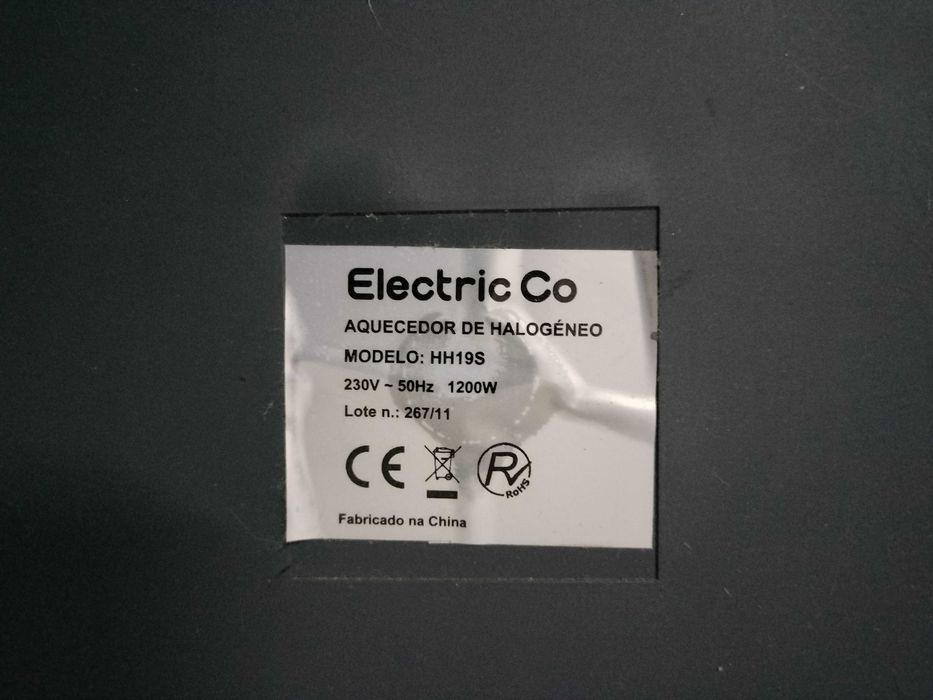 Electric Co
AQUECEDOR DE HALOGÉNEO
MODELO: HH19S
230V ~ 50Hz 1200W
Lote n.: 267/11
CE
RoHS
Fabricado na China